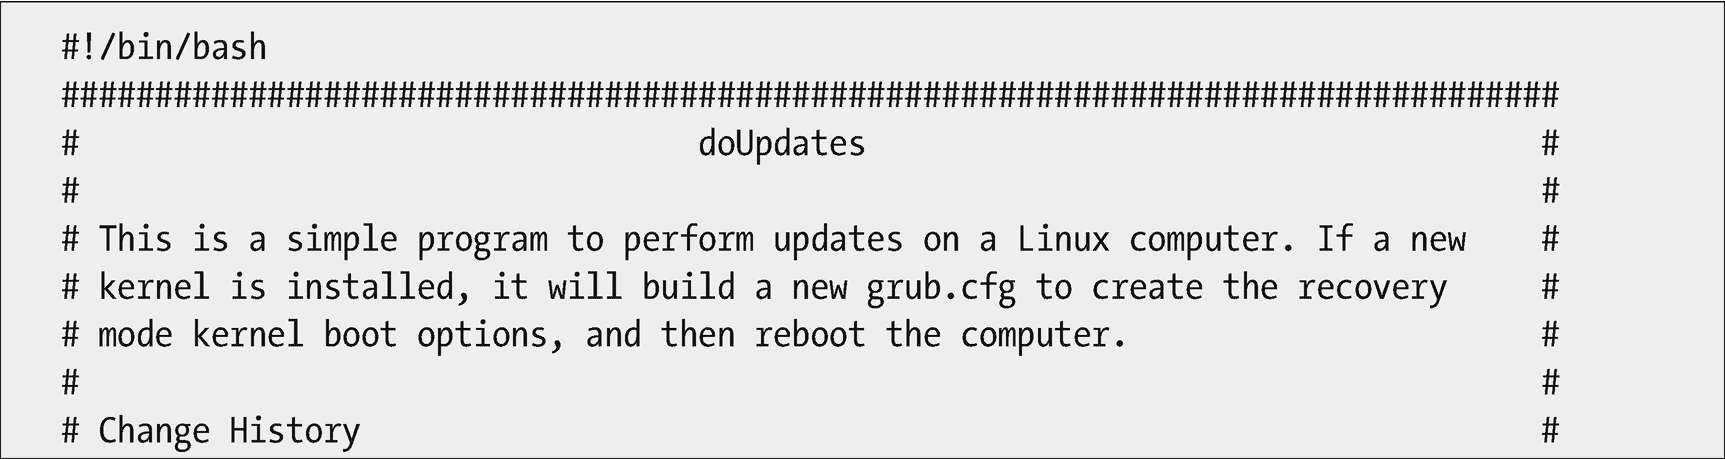 #!/bin/bash
################################################################################
#                                  doUpdates                                   #
#                                                                              #
# This is a simple program to perform updates on a Linux computer. If a new    #
# kernel is installed, it will build a new grub.cfg to create the recovery     #
# mode kernel boot options, and then reboot the computer.                      #
#                                                                              #
# Change History                                                               #